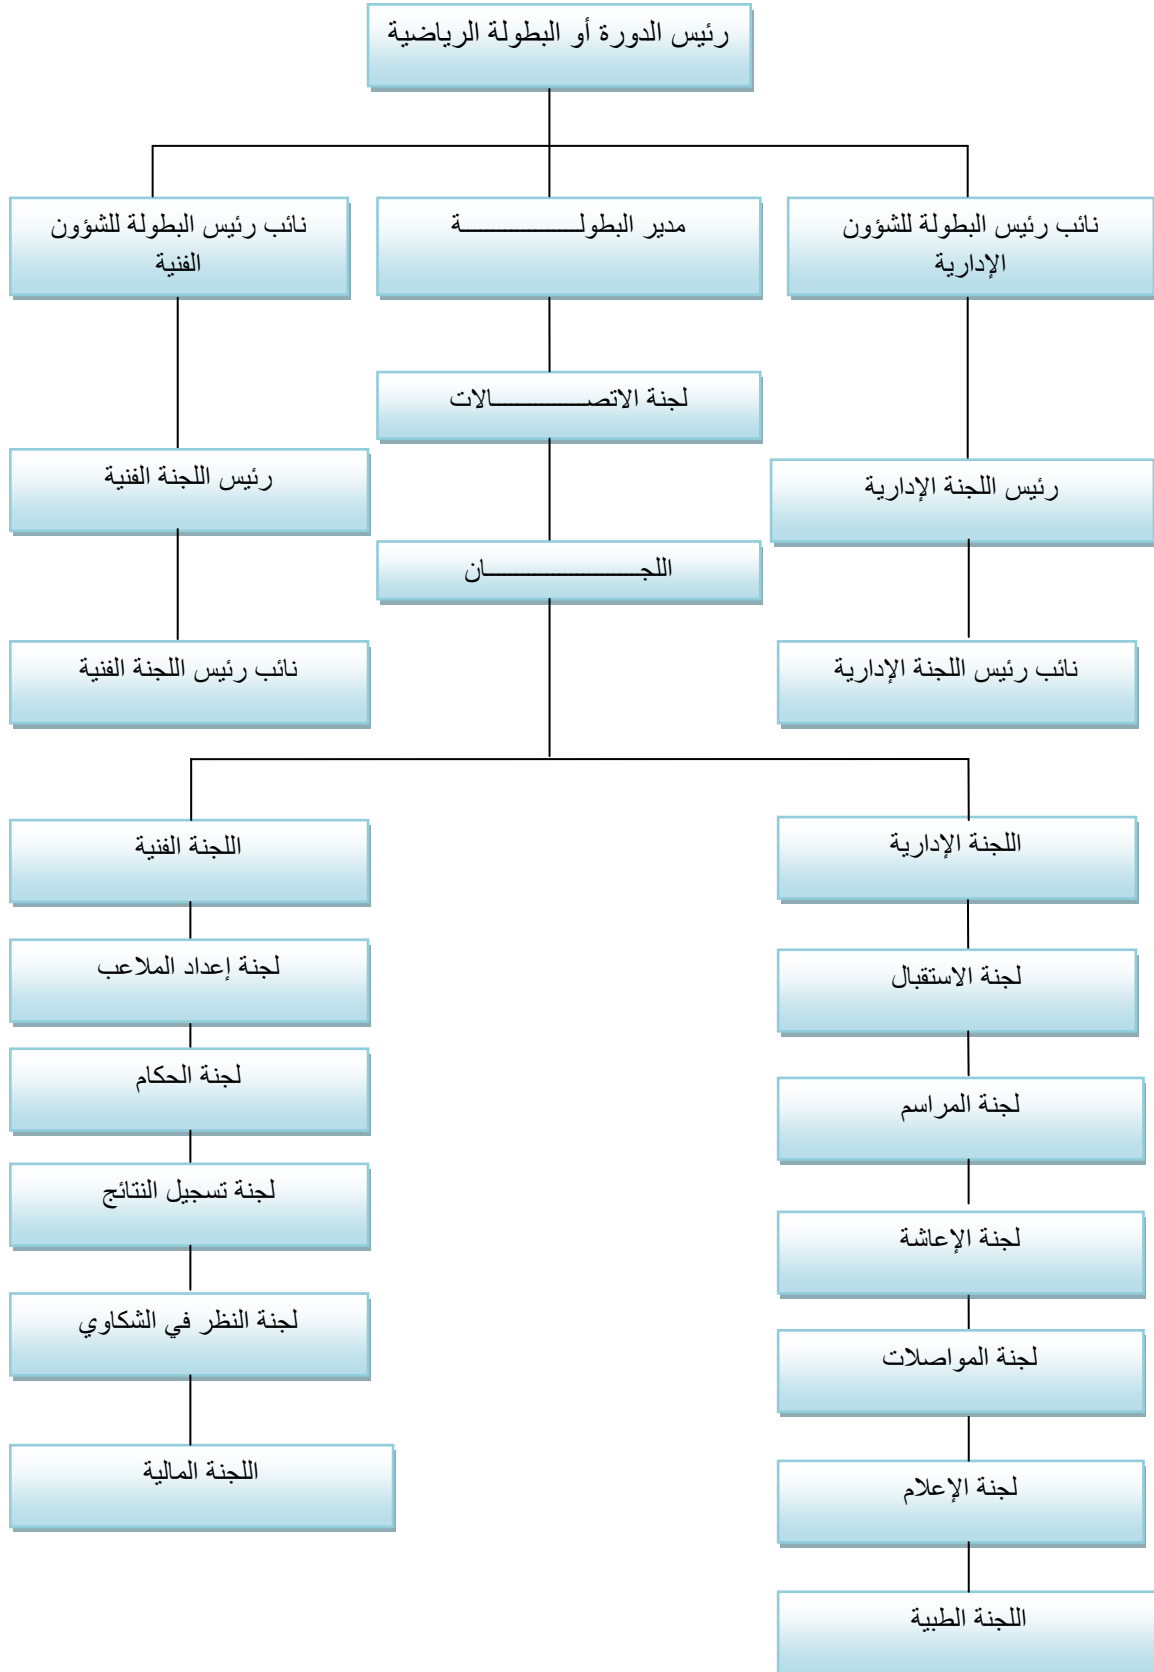 رئيس الدورة أو البطولة الرياضية
نائب رئيس البطولة للشؤون
الإدارية
مدير البطولـــــــــــــــــة
نائب رئيس البطولة للشؤون
الفنية
لجنة الاتصــــــــــــــالات
رئيس اللجنة الإدارية
رئيس اللجنة الفنية
اللجـــــــــــــــــــــــان
نائب رئيس اللجنة الإدارية
نائب رئيس اللجنة الفنية
اللجنة الإدارية
لجنة الاستقبال
لجنة المراسم
لجنة الإعاشة
لجنة المواصلات
لجنة الإعلام
اللجنة الطبية
اللجنة الفنية
لجنة إعداد الملاعب
لجنة الحكام
لجنة تسجيل النتائج
لجنة النظر في الشكاوي
اللجنة المالية